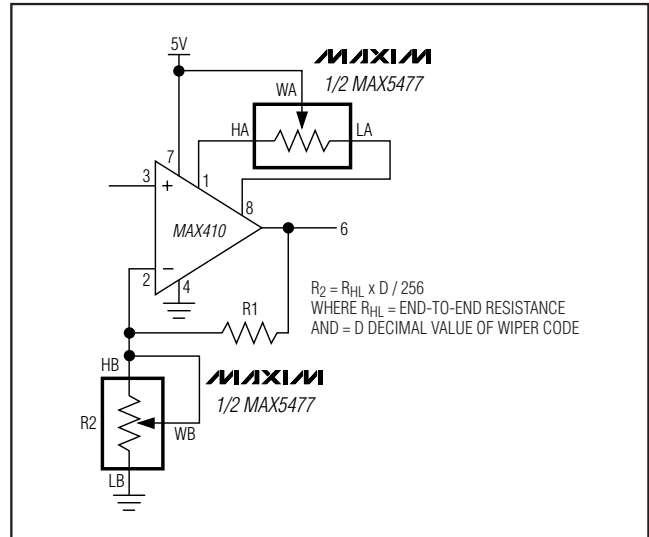 5V
MAXIM
1/2 MAX5477
WA
HA
LA
7
1
3
+
8
MAX410
6
2
−
4
R1
R2 = RHL x D / 256
WHERE RHL = END-TO-END RESISTANCE
AND = D DECIMAL VALUE OF WIPER CODE
HB
MAXIM
1/2 MAX5477
R2
WB
LB